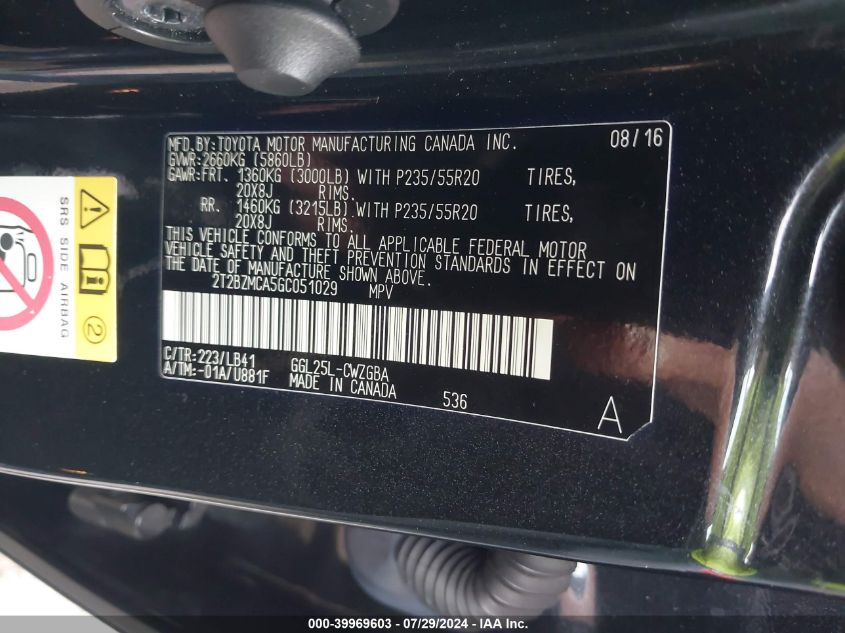 MFD. BY: TOYOTA MOTOR MANUFACTURING CANADA INC. 08/16
GVWR: 2660KG (5860LB)
GAWR: FRT. 1360KG (3000LB) WITH P235/55R20 TIRES,
20X8J RIMS.
RR. 1460KG (3215LB) WITH P235/55R20 TIRES,
20X8J RIMS.
THIS VEHICLE CONFORMS TO ALL APPLICABLE FEDERAL MOTOR
VEHICLE SAFETY AND THEFT PREVENTION STANDARDS IN EFFECT ON
THE DATE OF MANUFACTURE SHOWN ABOVE.
2T2BZMCA5GC051029 MPV
C/TR: 223/LB41 GGL25L-CWZGBA
A/TM: -01A/U881F MADE IN CANADA
536
A
SRS SIDE AIRBAG
2
000-39969603 - 07/29/2024 - IAA Inc.